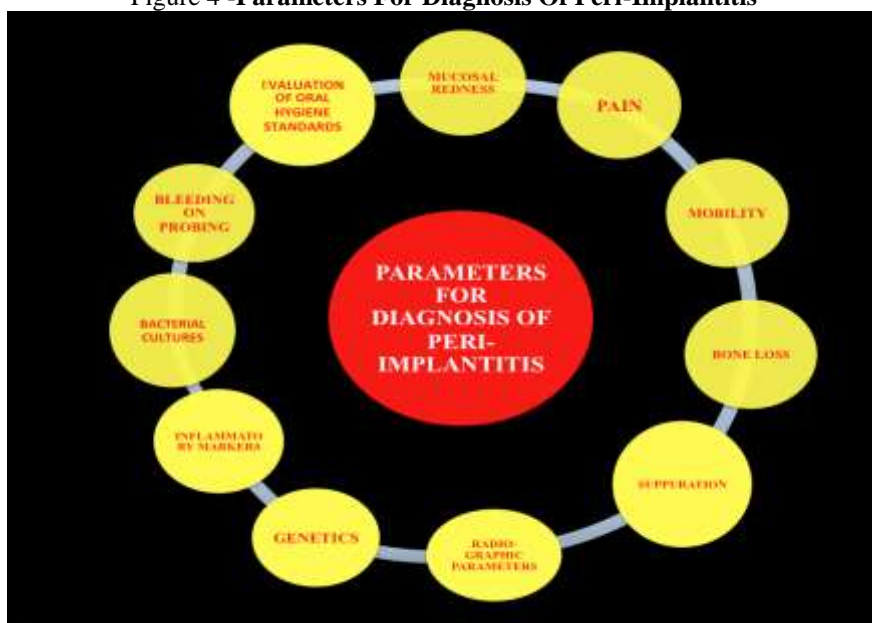 Figure 4 -Parameters For Diagnosis Of Peri-Implantitis
MUCOSAL
REDNESS
PAIN
MOBILITY
BONE LOSS
SUPPURATION
RADIO-
GRAPHIC
PARAMETERS
GENETICS
INFLAMMATO
RY MARKERS
BACTERIAL
CULTURES
BLEEDING
ON
PROBING
EVALUATION
OF ORAL
HYGIENE
STANDARDS
PARAMETERS
FOR
DIAGNOSIS OF
PERI-
IMPLANTITIS